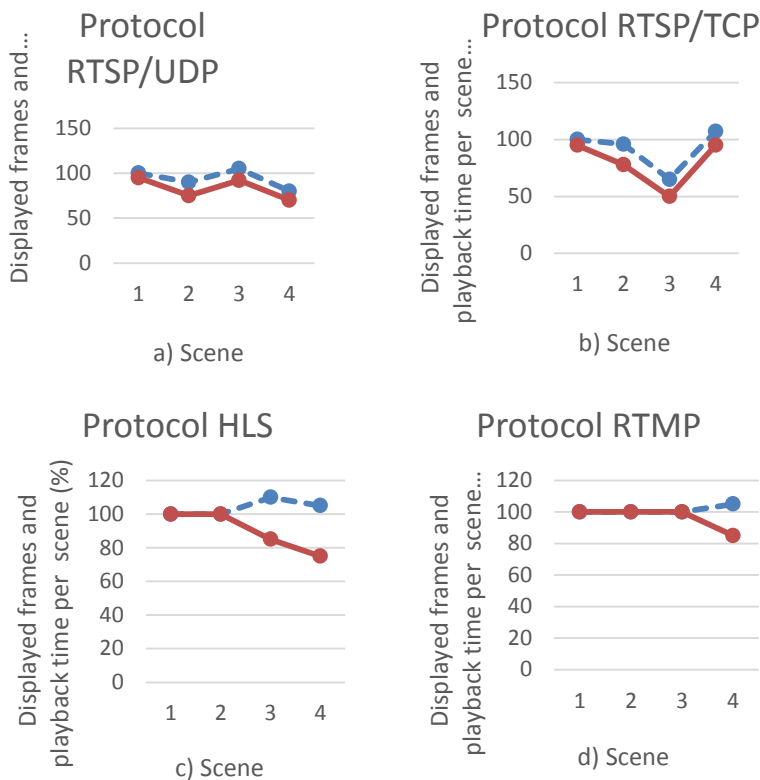 Protocol
RTSP/UDP
Displayed frames and...
150
100
50
0
1 2 3 4
a) Scene
Protocol RTSP/TCP
Displayed frames and
playback time per scene...
150
100
50
0
1 2 3 4
b) Scene
Protocol HLS
Displayed frames and
playback time per scene (%)
120
100
80
60
40
20
0
1 2 3 4
c) Scene
Protocol RTMP
Displayed frames and
playback time per scene...
120
100
80
60
40
20
0
1 2 3 4
d) Scene